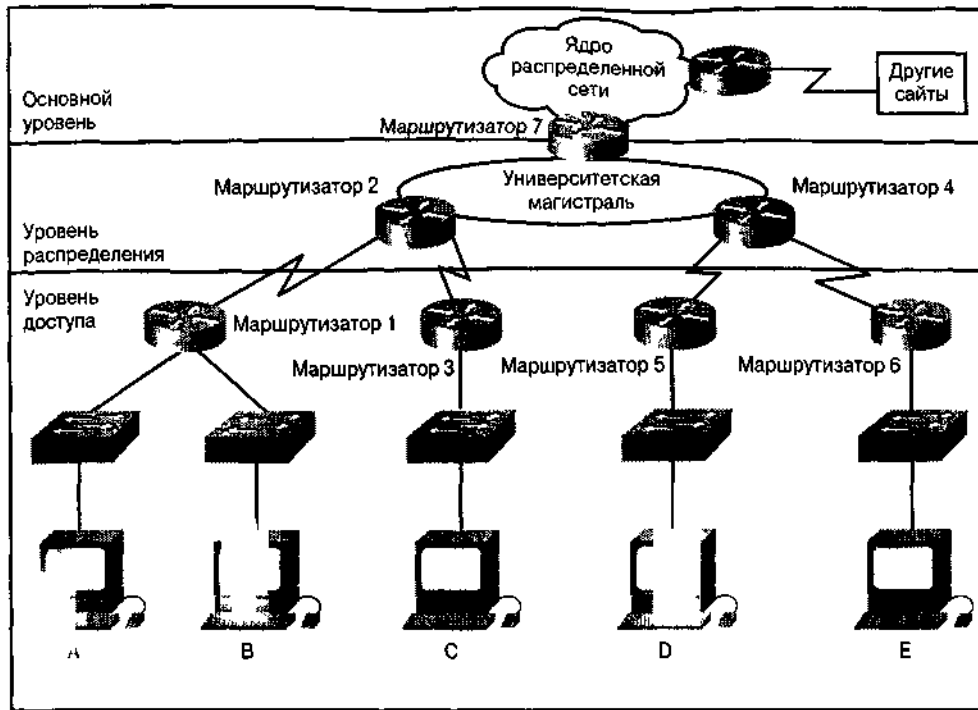 Ядро
распределенной
сети
Другие
сайты
Основной
уровень
Маршрутизатор 7
Маршрутизатор 2
Университетская
магистраль
Маршрутизатор 4
Уровень
распределения
Уровень
доступа
Маршрутизатор 1
Маршрутизатор 3
Маршрутизатор 5
Маршрутизатор 6
A
B
C
D
E